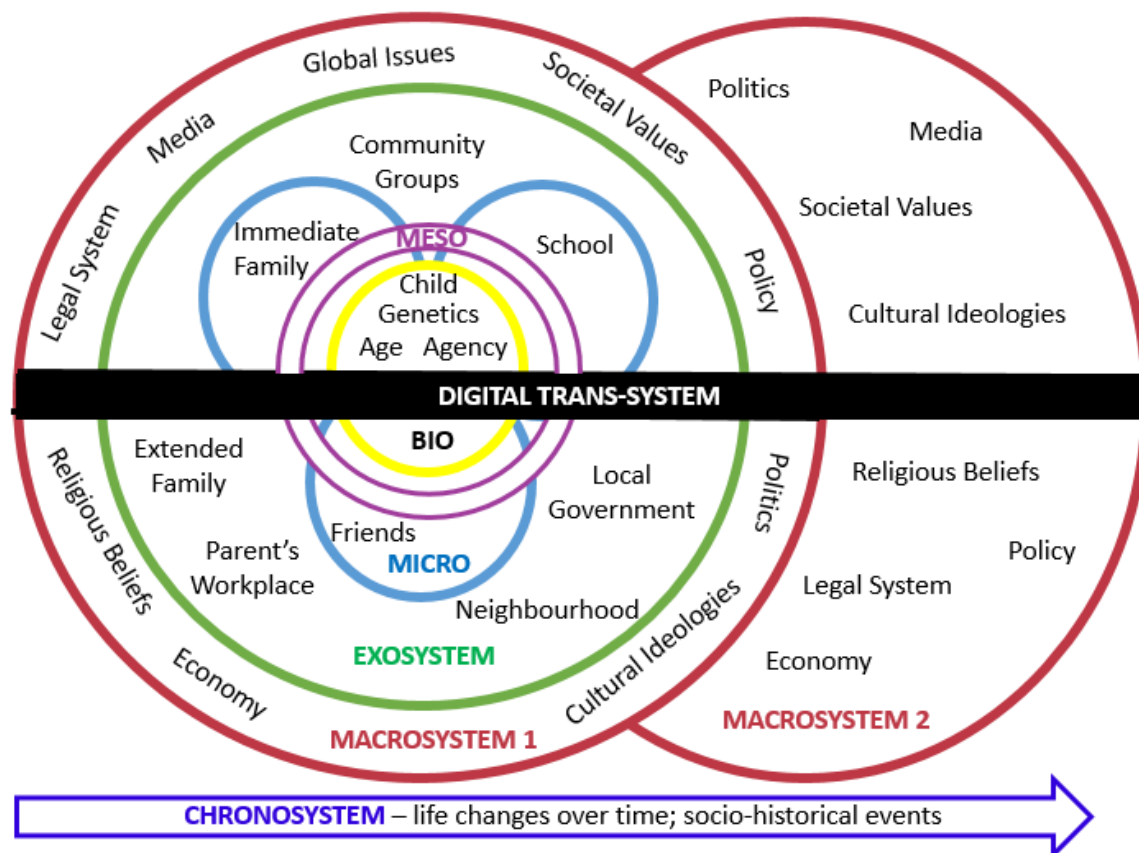 Global Issues
Societal Values
Media
Legal System
Policy
Politics
Cultural Ideologies
Economy
Religious Beliefs
MACROSYSTEM 1
Community
Groups
Immediate
Family
MESO
School
Child
Genetics
Age Agency
DIGITAL TRANS-SYSTEM
BIO
Extended
Family
Local
Government
Friends
Parent's
Workplace
MICRO
Neighbourhood
EXOSYSTEM
Politics
Media
Societal Values
Cultural Ideologies
Religious Beliefs
Policy
Legal System
Economy
MACROSYSTEM 2
CHRONOSYSTEM – life changes over time; socio-historical events